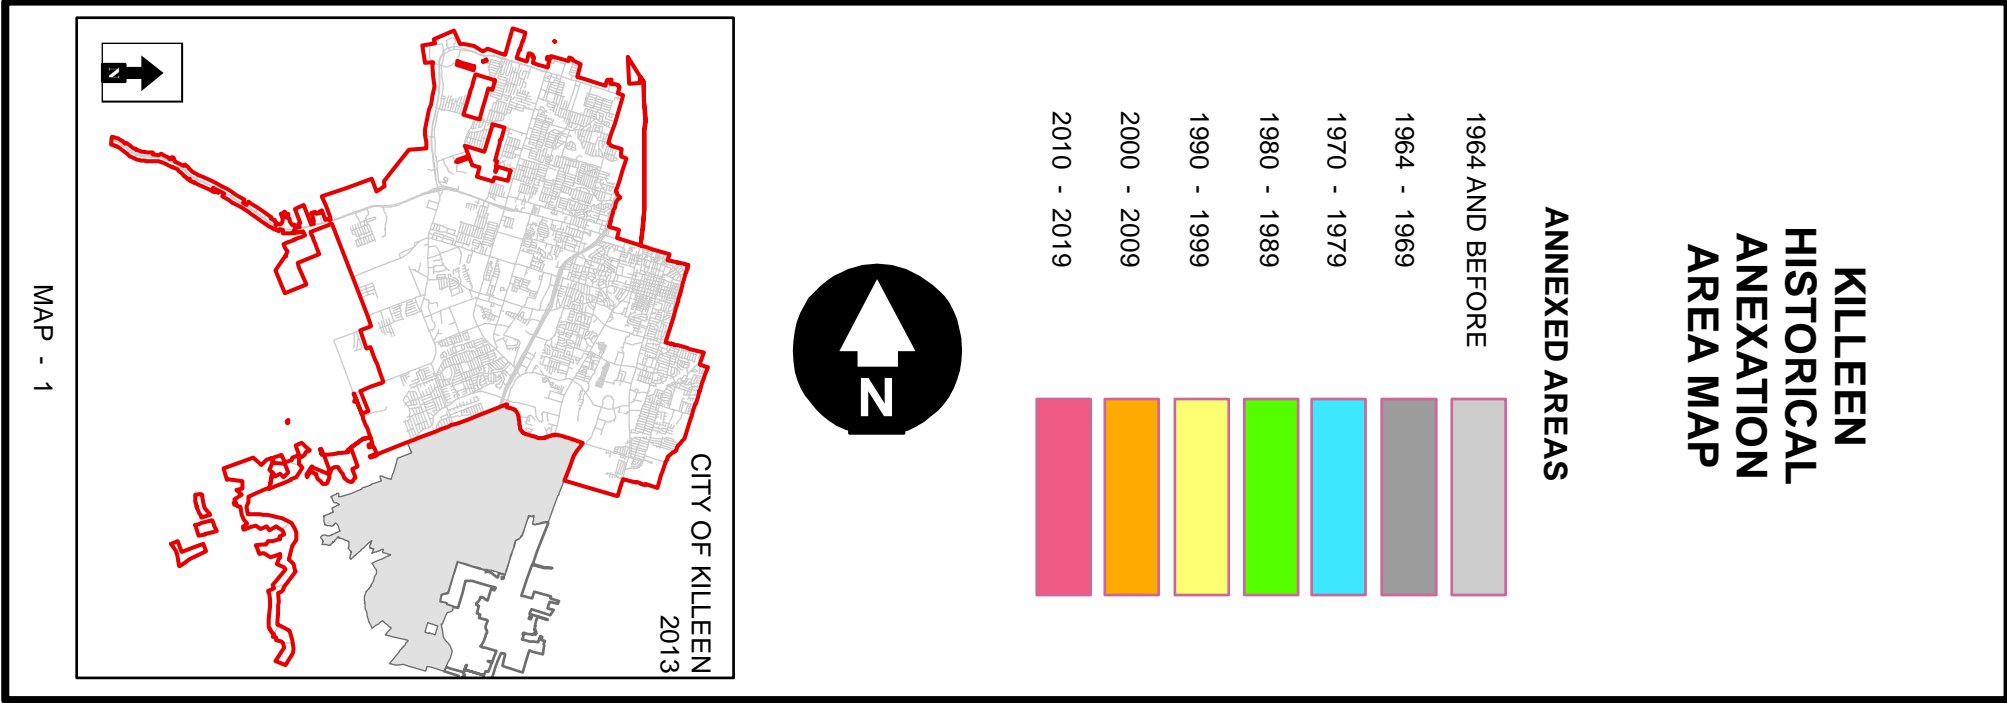 KILLEEN
HISTORICAL
ANEXATION
AREA MAP
ANNEXED AREAS
1964 AND BEFORE
1964 - 1969
1970 - 1979
1980 - 1989
1990 - 1999
2000 - 2009
2010 - 2019
N
CITY OF KILLEEN
2013
N
MAP - 1